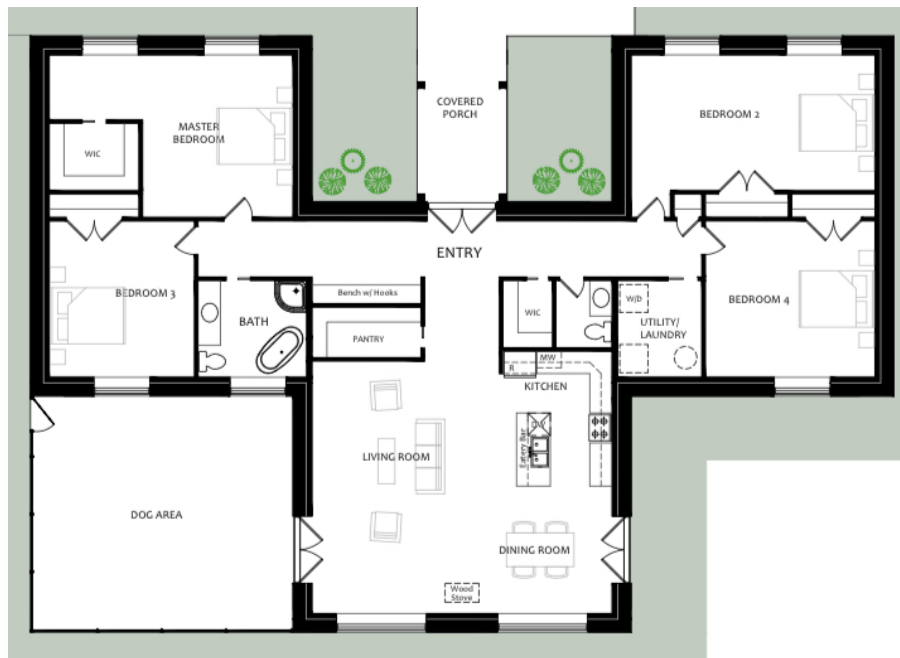 COVERED
PORCH
MASTER
BEDROOM
BEDROOM 2
WIC
ENTRY
BEDROOM 3
Bench w/ Hooks
BATH
PANTRY
WIC
W/D
UTILITY/
LAUNDRY
BEDROOM 4
R
MW
KITCHEN
Eatery Bar
LIVING ROOM
DOG AREA
DINING ROOM
Wood
Stove